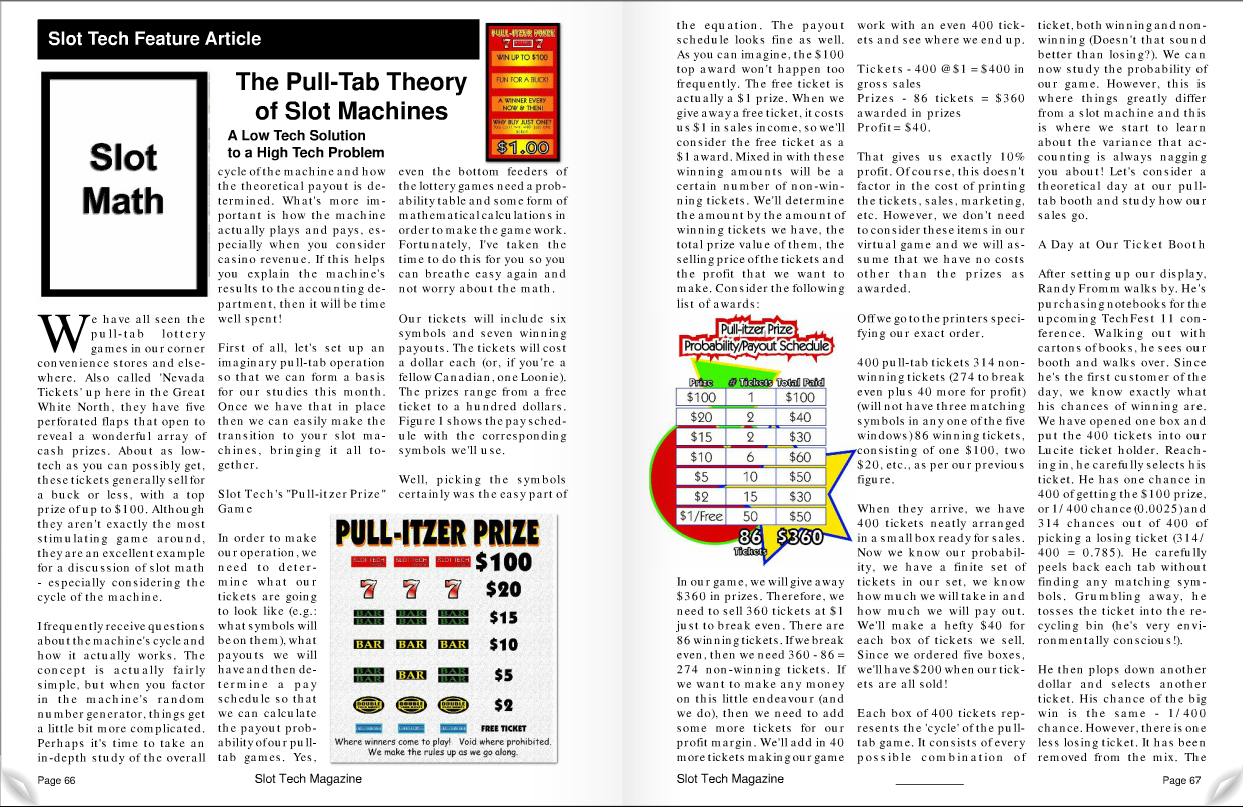 Slot Tech Feature Article
PULL-ITZER PRIZE
7 7
WIN UP TO $100
FUN FOR A BUCK!
A WINNER EVERY
NOW & THEN!
WHY BUY JUST ONE?
$1.00
The Pull-Tab Theory
of Slot Machines
A Low Tech Solution
to a High Tech Problem
Slot
Math
We have all seen the
pull-tab lottery
games in our corner
convenience stores and else-
where. Also called 'Nevada
Tickets' up here in the Great
White North, they have five
perforated flaps that open to
reveal a wonderful array of
cash prizes. About as low-
tech as you can possibly get,
these tickets generally sell for
a buck or less, with a top
prize of up to $100. Although
they aren't exactly the most
stimulating game around,
they are an excellent example
for a discussion of slot math
- especially considering the
cycle of the machine.
I frequently receive questions
about the machine's cycle and
how it actually works. The
concept is actually fairly
simple, but when you factor
in the machine's random
number generator, things get
a little bit more complicated.
Perhaps it's time to take an
in-depth study of the overall
cycle of the machine and how
the theoretical payout is de-
termined. What's more im-
portant is how the machine
actually plays and pays, es-
pecially when you consider
casino revenue. If this helps
you explain the machine's
results to the accounting de-
partment, then it will be time
well spent!
First of all, let's set up an
imaginary pull-tab operation
so that we can form a basis
for our studies this month.
Once we have that in place
then we can easily make the
transition to your slot ma-
chines, bringing it all to-
gether.
Slot Tech's "Pull-itzer Prize"
Game
In order to make
our operation, we
need to deter-
mine what our
tickets are going
to look like (e.g.:
what symbols will
be on them), what
payouts we will
have and then de-
termine a pay
schedule so that
we can calculate
the payout prob-
ability of our pull-
tab games. Yes,
even the bottom feeders of
the lottery games need a prob-
ability table and some form of
mathematical calculations in
order to make the game work.
Fortunately, I've taken the
time to do this for you so you
can breathe easy again and
not worry about the math.
Our tickets will include six
symbols and seven winning
payouts. The tickets will cost
a dollar each (or, if you're a
fellow Canadian, one Loonie).
The prizes range from a free
ticket to a hundred dollars.
Figure 1 shows the pay sched-
ule with the corresponding
symbols we'll use.
Well, picking the symbols
certainly was the easy part of
PULL-ITZER PRIZE
SLOT TECH SLOT TECH SLOT TECH $100
7 7 7 $20
BAR BAR BAR BAR BAR BAR $15
BAR BAR BAR $10
BAR BAR BAR BAR BAR $5
DOUBLE DOUBLE DOUBLE $2
FREE TICKET
Where winners come to play! Void where prohibited.
We make the rules up as we go along.
Page 66
Slot Tech Magazine
the equation. The payout
schedule looks fine as well.
As you can imagine, the $100
top award won't happen too
frequently. The free ticket is
actually a $1 prize. When we
give away a free ticket, it costs
us $1 in sales income, so we'll
consider the free ticket as a
$1 award. Mixed in with these
winning amounts will be a
certain number of non-win-
ning tickets. We'll determine
the amount by the amount of
winning tickets we have, the
total prize value of them, the
selling price of the tickets and
the profit that we want to
make. Consider the following
list of awards:
Pull-itzer Prize
Probability/Payout Schedule
Prize # Tickets Total Paid
$100 1 $100
$20 2 $40
$15 2 $30
$10 6 $60
$5 10 $50
$2 15 $30
$1/Free 50 $50
86 $360
Tickets
In our game, we will give away
$360 in prizes. Therefore, we
need to sell 360 tickets at $1
just to break even. There are
86 winning tickets. If we break
even, then we need 360 - 86 =
274 non-winning tickets. If
we want to make any money
on this little endeavour (and
we do), then we need to add
some more tickets for our
profit margin. We'll add in 40
more tickets making our game
work with an even 400 tick-
ets and see where we end up.
Tickets - 400 @ $1 = $400 in
gross sales
Prizes - 86 tickets = $360
awarded in prizes
Profit = $40.
That gives us exactly 10%
profit. Of course, this doesn't
factor in the cost of printing
the tickets, sales, marketing,
etc. However, we don't need
to consider these items in our
virtual game and we will as-
sume that we have no costs
other than the prizes as
awarded.
Off we go to the printers speci-
fying our exact order.
400 pull-tab tickets 314 non-
winning tickets (274 to break
even plus 40 more for profit)
(will not have three matching
symbols in any one of the five
windows) 86 winning tickets,
consisting of one $100, two
$20, etc., as per our previous
figure.
When they arrive, we have
400 tickets neatly arranged
in a small box ready for sales.
Now we know our probabil-
ity, we have a finite set of
tickets in our set, we know
how much we will take in and
how much we will pay out.
We'll make a hefty $40 for
each box of tickets we sell.
Since we ordered five boxes,
we'll have $200 when our tick-
ets are all sold!
Each box of 400 tickets rep-
resents the 'cycle' of the pull-
tab game. It consists of every
possible combination of
ticket, both winning and non-
winning (Doesn't that sound
better than losing?). We can
now study the probability of
our game. However, this is
where things greatly differ
from a slot machine and this
is where we start to learn
about the variance that ac-
counting is always nagging
you about! Let's consider a
theoretical day at our pull-
tab booth and study how our
sales go.
A Day at Our Ticket Booth
After setting up our display,
Randy Fromm walks by. He's
purchasing notebooks for the
upcoming TechFest 11 con-
ference. Walking out with
cartons of books, he sees our
booth and walks over. Since
he's the first customer of the
day, we know exactly what
his chances of winning are.
We have opened one box and
put the 400 tickets into our
Lucite ticket holder. Reach-
ing in, he carefully selects his
ticket. He has one chance in
400 of getting the $100 prize,
or 1/400 chance (0.0025) and
314 chances out of 400 of
picking a losing ticket (314/
400 = 0.785). He carefully
peels back each tab without
finding any matching sym-
bols. Grumbling away, he
tosses the ticket into the re-
cycling bin (he's very envi-
ronmentally conscious!).
He then plops down another
dollar and selects another
ticket. His chance of the big
win is the same - 1/400
chance. However, there is one
less losing ticket. It has been
removed from the mix. The
Slot Tech Magazine
Page 67